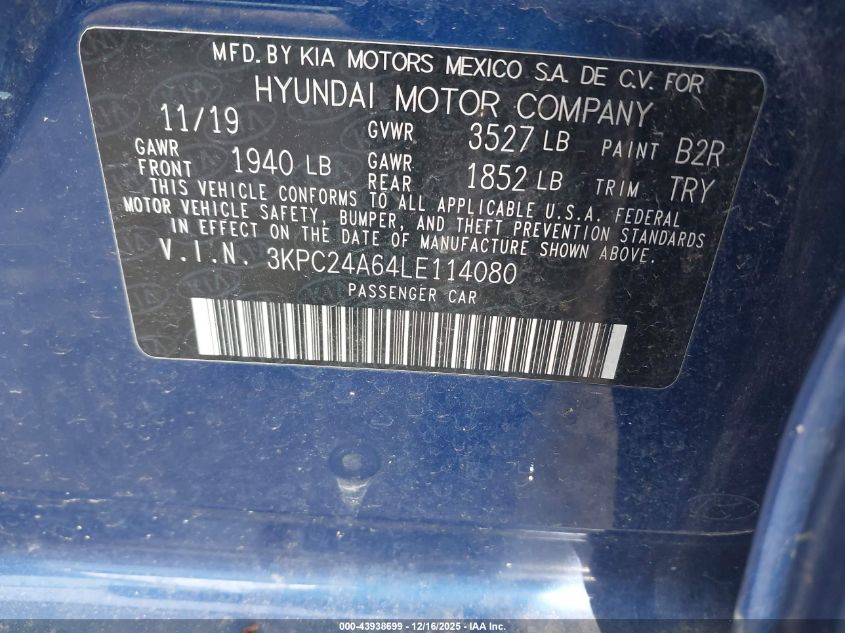 MFD. BY KIA MOTORS MEXICO S.A. DE C.V. FOR
HYUNDAI MOTOR COMPANY
11/19 GVWR 3527 LB PAINT B2R
GAWR FRONT 1940 LB GAWR REAR 1852 LB TRIM TRY
THIS VEHICLE CONFORMS TO ALL APPLICABLE U.S.A. FEDERAL
MOTOR VEHICLE SAFETY, BUMPER, AND THEFT PREVENTION STANDARDS
IN EFFECT ON THE DATE OF MANUFACTURE SHOWN ABOVE.
V.I.N. 3KPC24A64LE114080
PASSENGER CAR
000-43938699 - 12/16/2025 - IAA Inc.